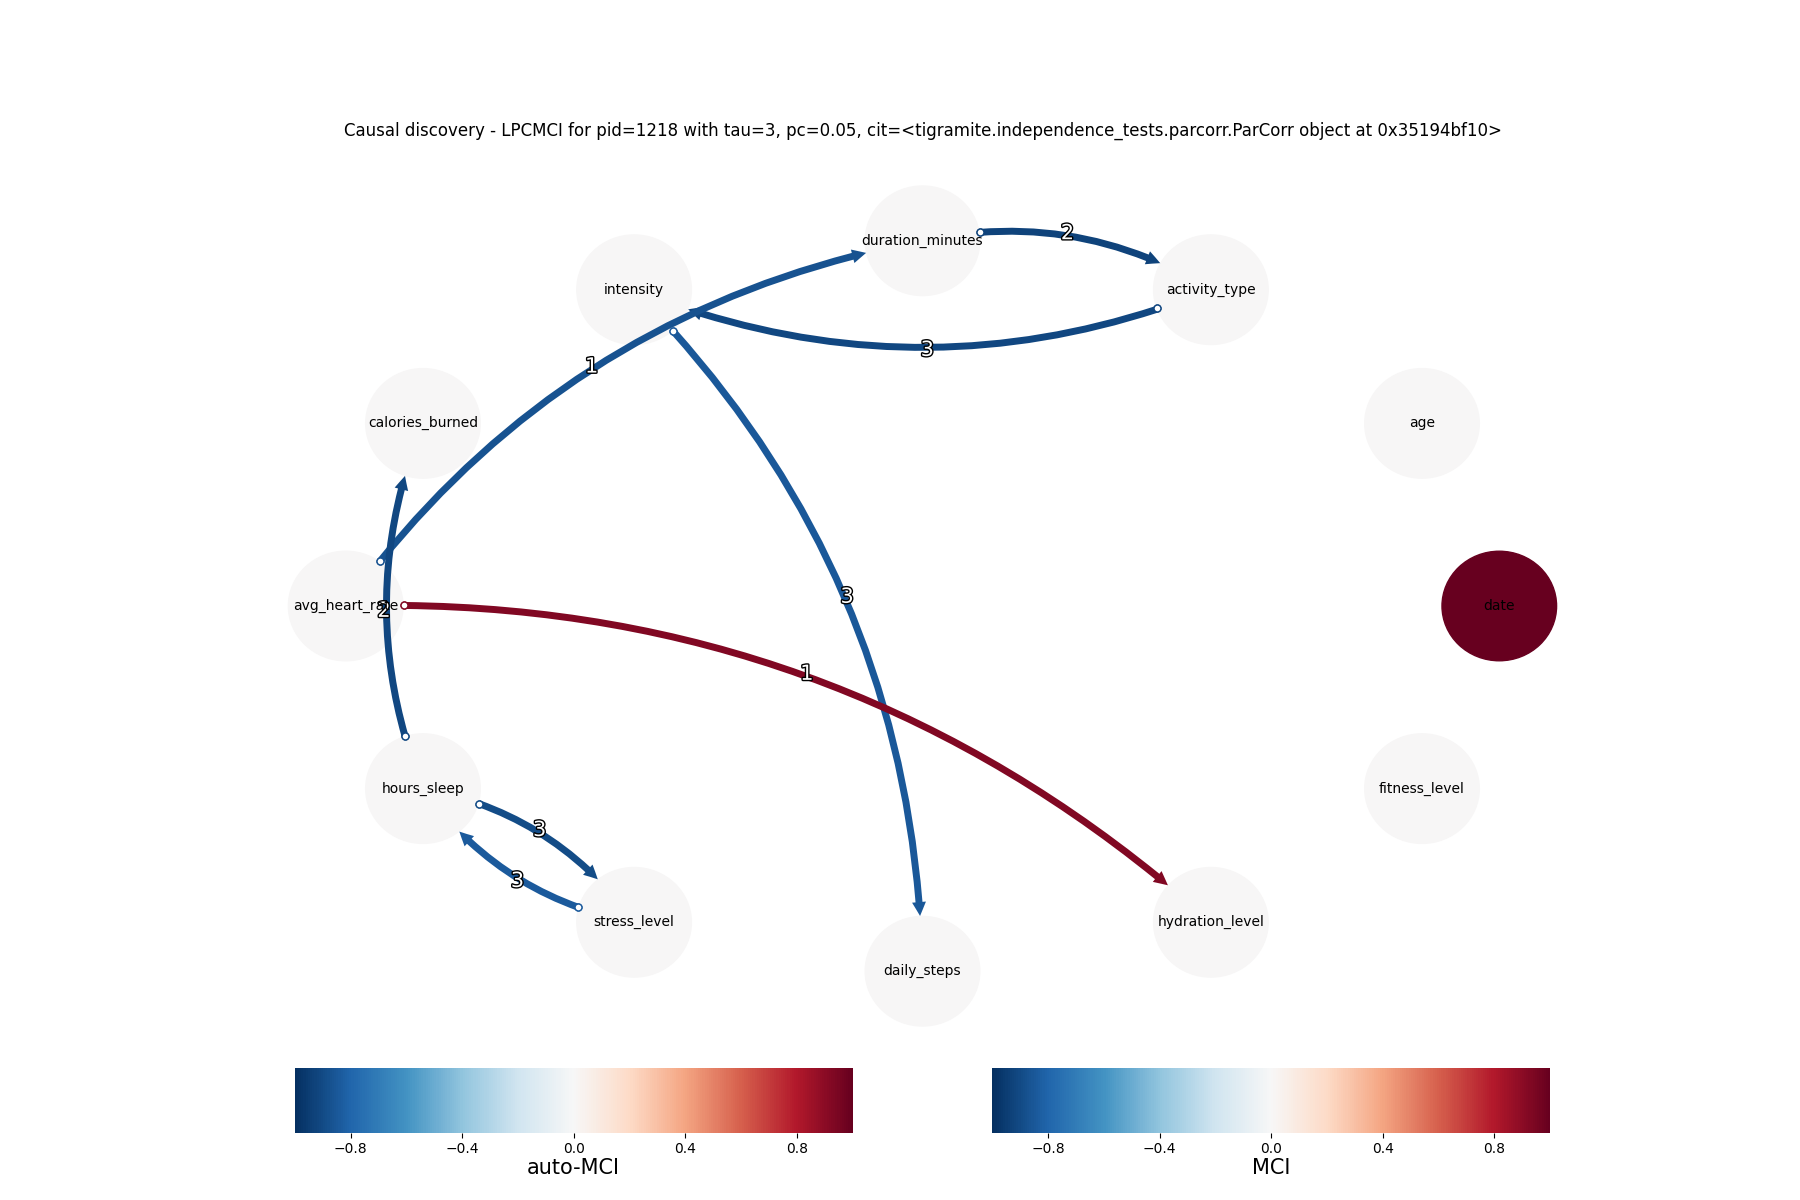 Causal discovery - LPCMCI for pid=1218 with tau=3, pc=0.05, cit=<tigramite.independence_tests.parcorr.ParCorr object at 0x35194bf10>
duration_minutes
2
intensity
activity_type
3
1
calories_burned
age
3
avg_heart_rate
2
date
1
hours_sleep
fitness_level
3
3
stress_level
hydration_level
daily_steps
−0.8 −0.4 0.0 0.4 0.8
auto-MCI
−0.8 −0.4 0.0 0.4 0.8
MCI